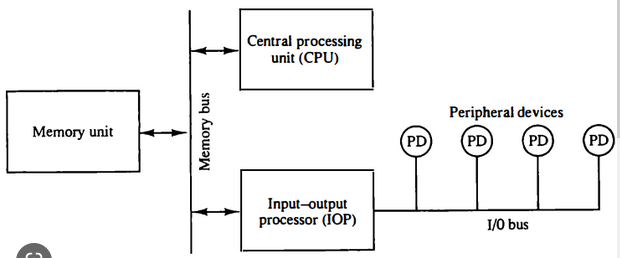 Central processing
unit (CPU)
Memory unit
Memory bus
Peripheral devices
PD
PD
PD
PD
Input–output
processor (IOP)
I/0 bus